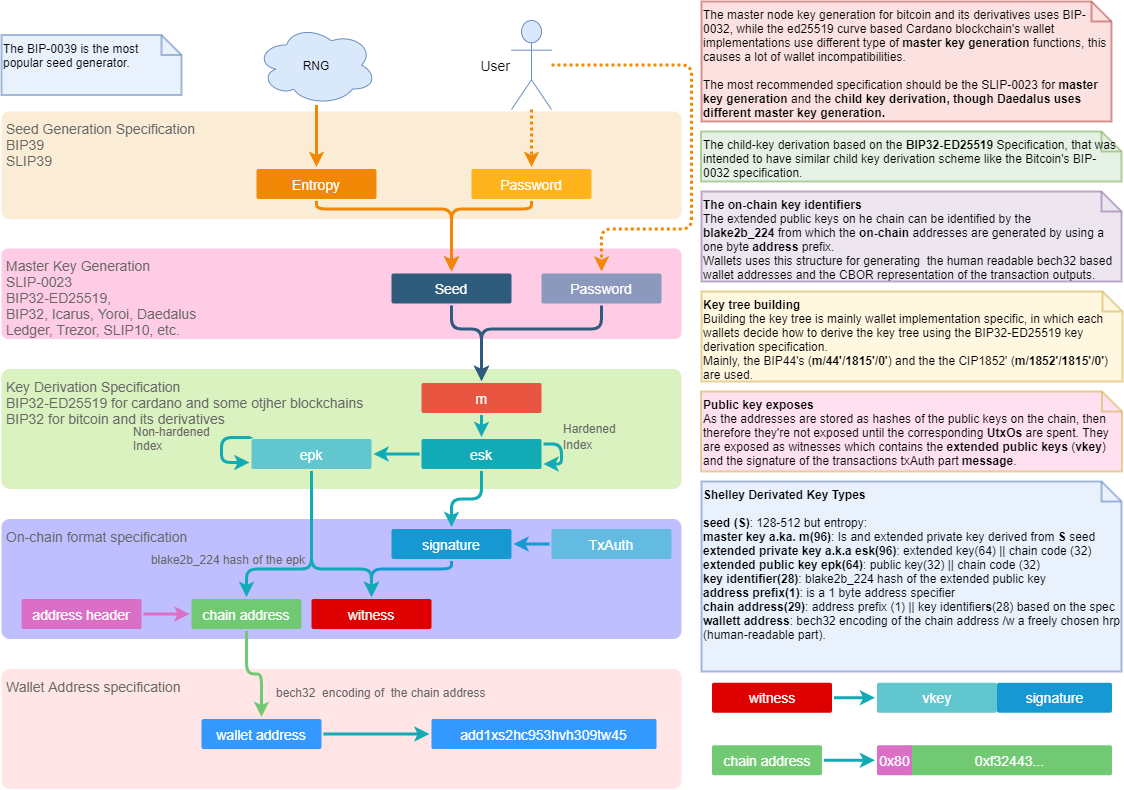 The BIP-0039 is the most
popular seed generator.
RNG
User
Seed Generation Specification
BIP39
SLIP39
Entropy
Password
Master Key Generation
SLIP-0023
BIP32-ED25519,
BIP32, Icarus, Yoroi, Daedalus
Ledger, Trezor, SLIP10, etc.
Seed
Password
Key Derivation Specification
BIP32-ED25519 for cardano and some otjher blockchains
BIP32 for bitcoin and its derivatives
m
Non-hardened
Index
Hardened
Index
epk
esk
On-chain format specification
signature
TxAuth
blake2b_224 hash of the epk
address header
chain address
witness
Wallet Address specification
bech32 encoding of the chain address
wallet address
add1xs2hc953hvh309tw45
The master node key generation for bitcoin and its derivatives uses BIP-
0032, while the ed25519 curve based Cardano blockchain's wallet
implementations use different type of master key generation functions, this
causes a lot of wallet incompatibilities.
The most recommended specification should be the SLIP-0023 for master
key generation and the child key derivation, though Daedalus uses
different master key generation.
The child-key derivation based on the BIP32-ED25519 Specification, that was
intended to have similar child key derivation scheme like the Bitcoin's BIP-
0032 specification.
The on-chain key identifiers
The extended public keys on he chain can be identified by the
blake2b_224 from which the on-chain addresses are generated by using a
one byte address prefix.
Wallets uses this structure for generating the human readable bech32 based
wallet addresses and the CBOR representation of the transaction outputs.
Key tree building
Building the key tree is mainly wallet implementation specific, in which each
wallets decide how to derive the key tree using the BIP32-ED25519 key
derivation specification.
Mainly, the BIP44's (m/44'/1815'/0') and the the CIP1852' (m/1852'/1815'/0')
are used.
Public key exposes
As the addresses are stored as hashes of the public keys on the chain, then
therefore they're not exposed until the corresponding UtxOs are spent. They
are exposed as witnesses which contains the extended public keys (vkey)
and the signature of the transactions txAuth part message.
Shelley Derivated Key Types
seed (S): 128-512 but entropy:
master key a.ka. m(96): Is and extended private key derived from S seed
extended private key a.k.a esk(96): extended key(64) || chain code (32)
extended public key epk(64): public key(32) || chain code (32)
key identifier(28): blake2b_224 hash of the extended public key
address prefix(1): is a 1 byte address specifier
chain address(29): address prefix (1) || key identifiers(28) based on the spec
wallett address: bech32 encoding of the chain address /w a freely chosen hrp
(human-readable part).
witness
vkey
signature
chain address
0x80
0xf32443...